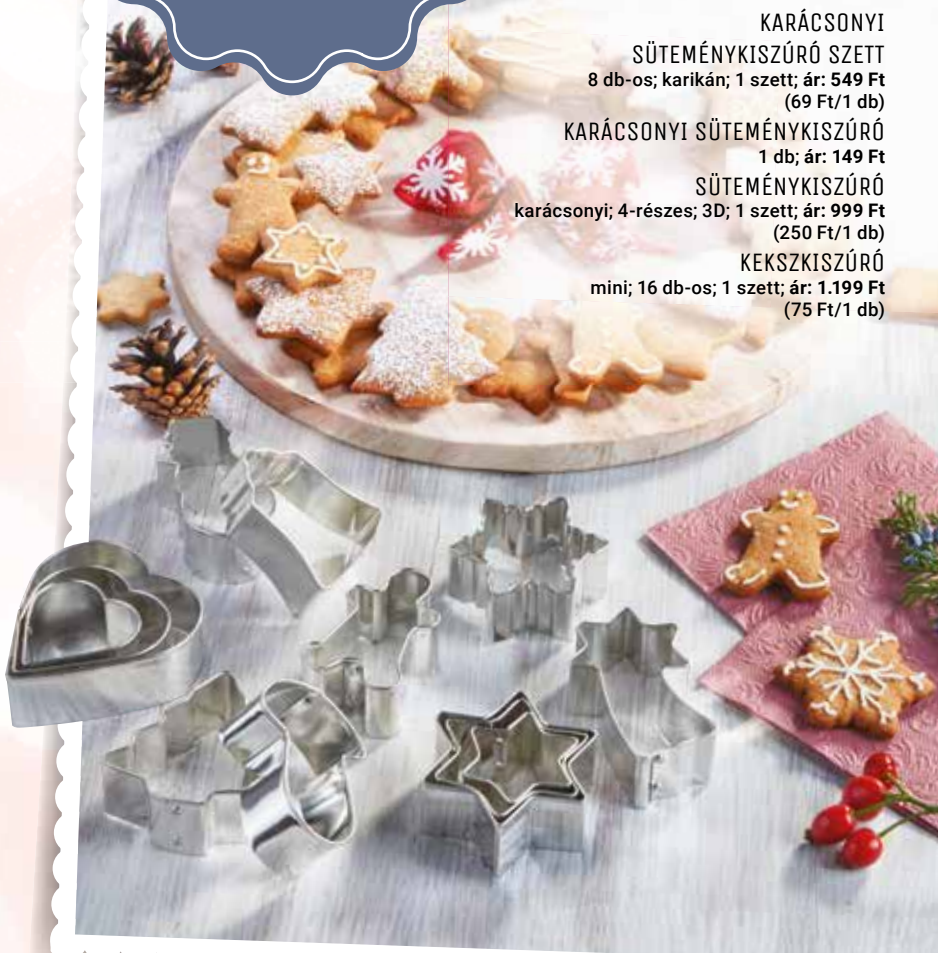 KARÁCSONYI
SÜTEMÉNYKISZÚRÓ SZETT
8 db-os; karikán; 1 szett; ár: 549 Ft
(69 Ft/1 db)
KARÁCSONYI SÜTEMÉNYKISZÚRÓ
1 db; ár: 149 Ft
SÜTEMÉNYKISZÚRÓ
karácsonyi; 4-részes; 3D; 1 szett; ár: 999 Ft
(250 Ft/1 db)
KEKSZKISZÚRÓ
mini; 16 db-os; 1 szett; ár: 1.199 Ft
(75 Ft/1 db)